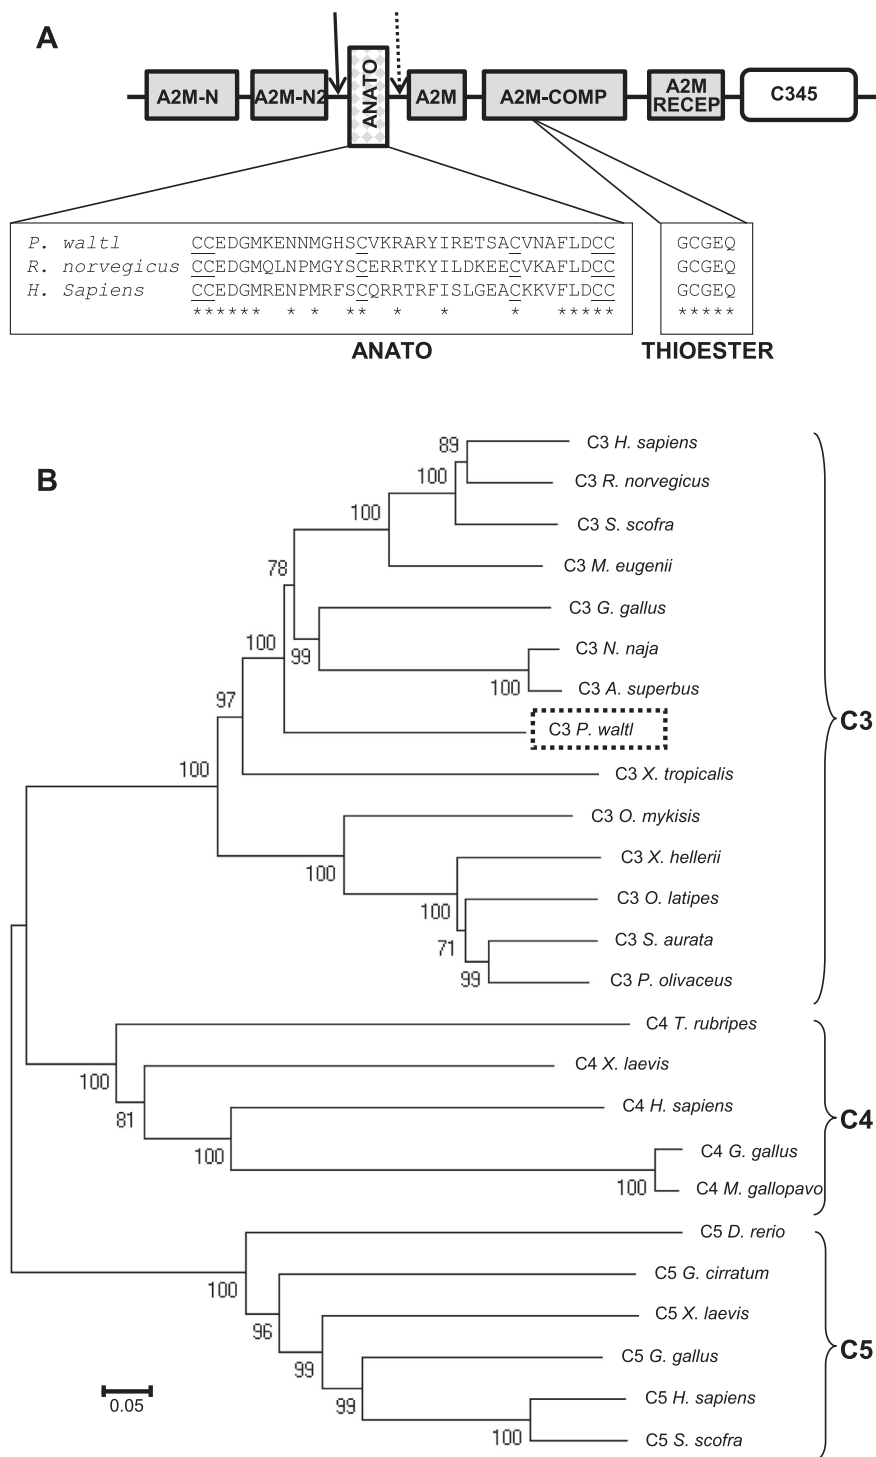 A
A2M-N
A2M-N2
ANATO
A2M
A2M-COMP
A2M
RECEP
C345
P. waltl CCEDGMKENNMGHSCVKRARYIRETSACVNAFLDCC GCGEQ
R. norvegicus CCEDGMQLNPMGYSCERRTKYILDKEECVKAFLDCC GCGEQ
H. Sapiens CCEDGMRENPMRFSCQRRTRFISLGEACKKVFLDCC GCGEQ
****** * * ** * * * ***** *****
ANATO THIOESTER
B
89 C3 H. sapiens
100 C3 R. norvegicus
100 C3 S. scofra
C3 M. eugenii
78
C3 G. gallus
100 99 C3 N. naja
100 C3 A. superbus
97 C3 P. waltl
C3
100 C3 X. tropicalis
C3 O. mykisis
100 C3 X. hellerii
100 C3 O. latipes
71 C3 S. aurata
99 C3 P. olivaceus
C4 T. rubripes
100 C4 X. laevis
81 C4 H. sapiens
C4
100 C4 G. gallus
100 C4 M. gallopavo
C5 D. rerio
100 C5 G. cirratum
96 C5 X. laevis
99 C5 G. gallus
C5
99 C5 H. sapiens
0.05
100 C5 S. scofra